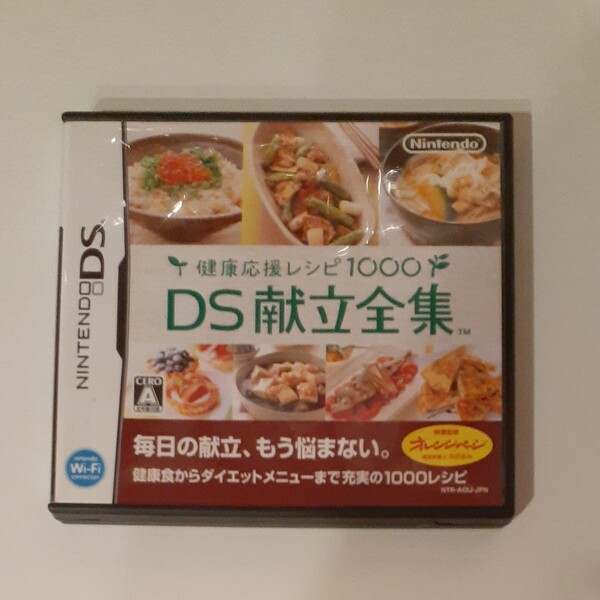 Nintendo
NINTENDO DS
健康応援レシピ1000
DS献立全集™
CERO
A
毎日の献立、もう悩まない。
オレンジページ
健康食からダイエットメニューまで充実の1000レシピ
nintendo
Wi-Fi
connection